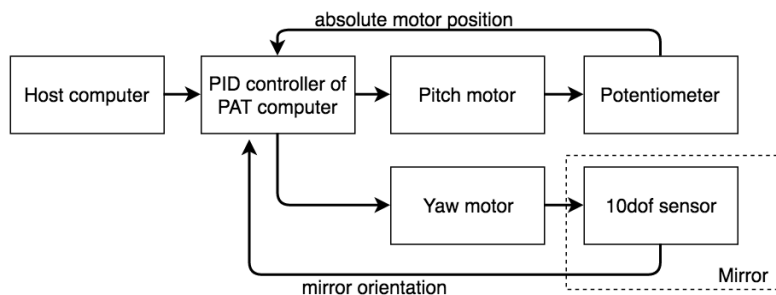 absolute motor position
Host computer
PID controller of
PAT computer
Pitch motor
Potentiometer
Yaw motor
10dof sensor
Mirror
mirror orientation